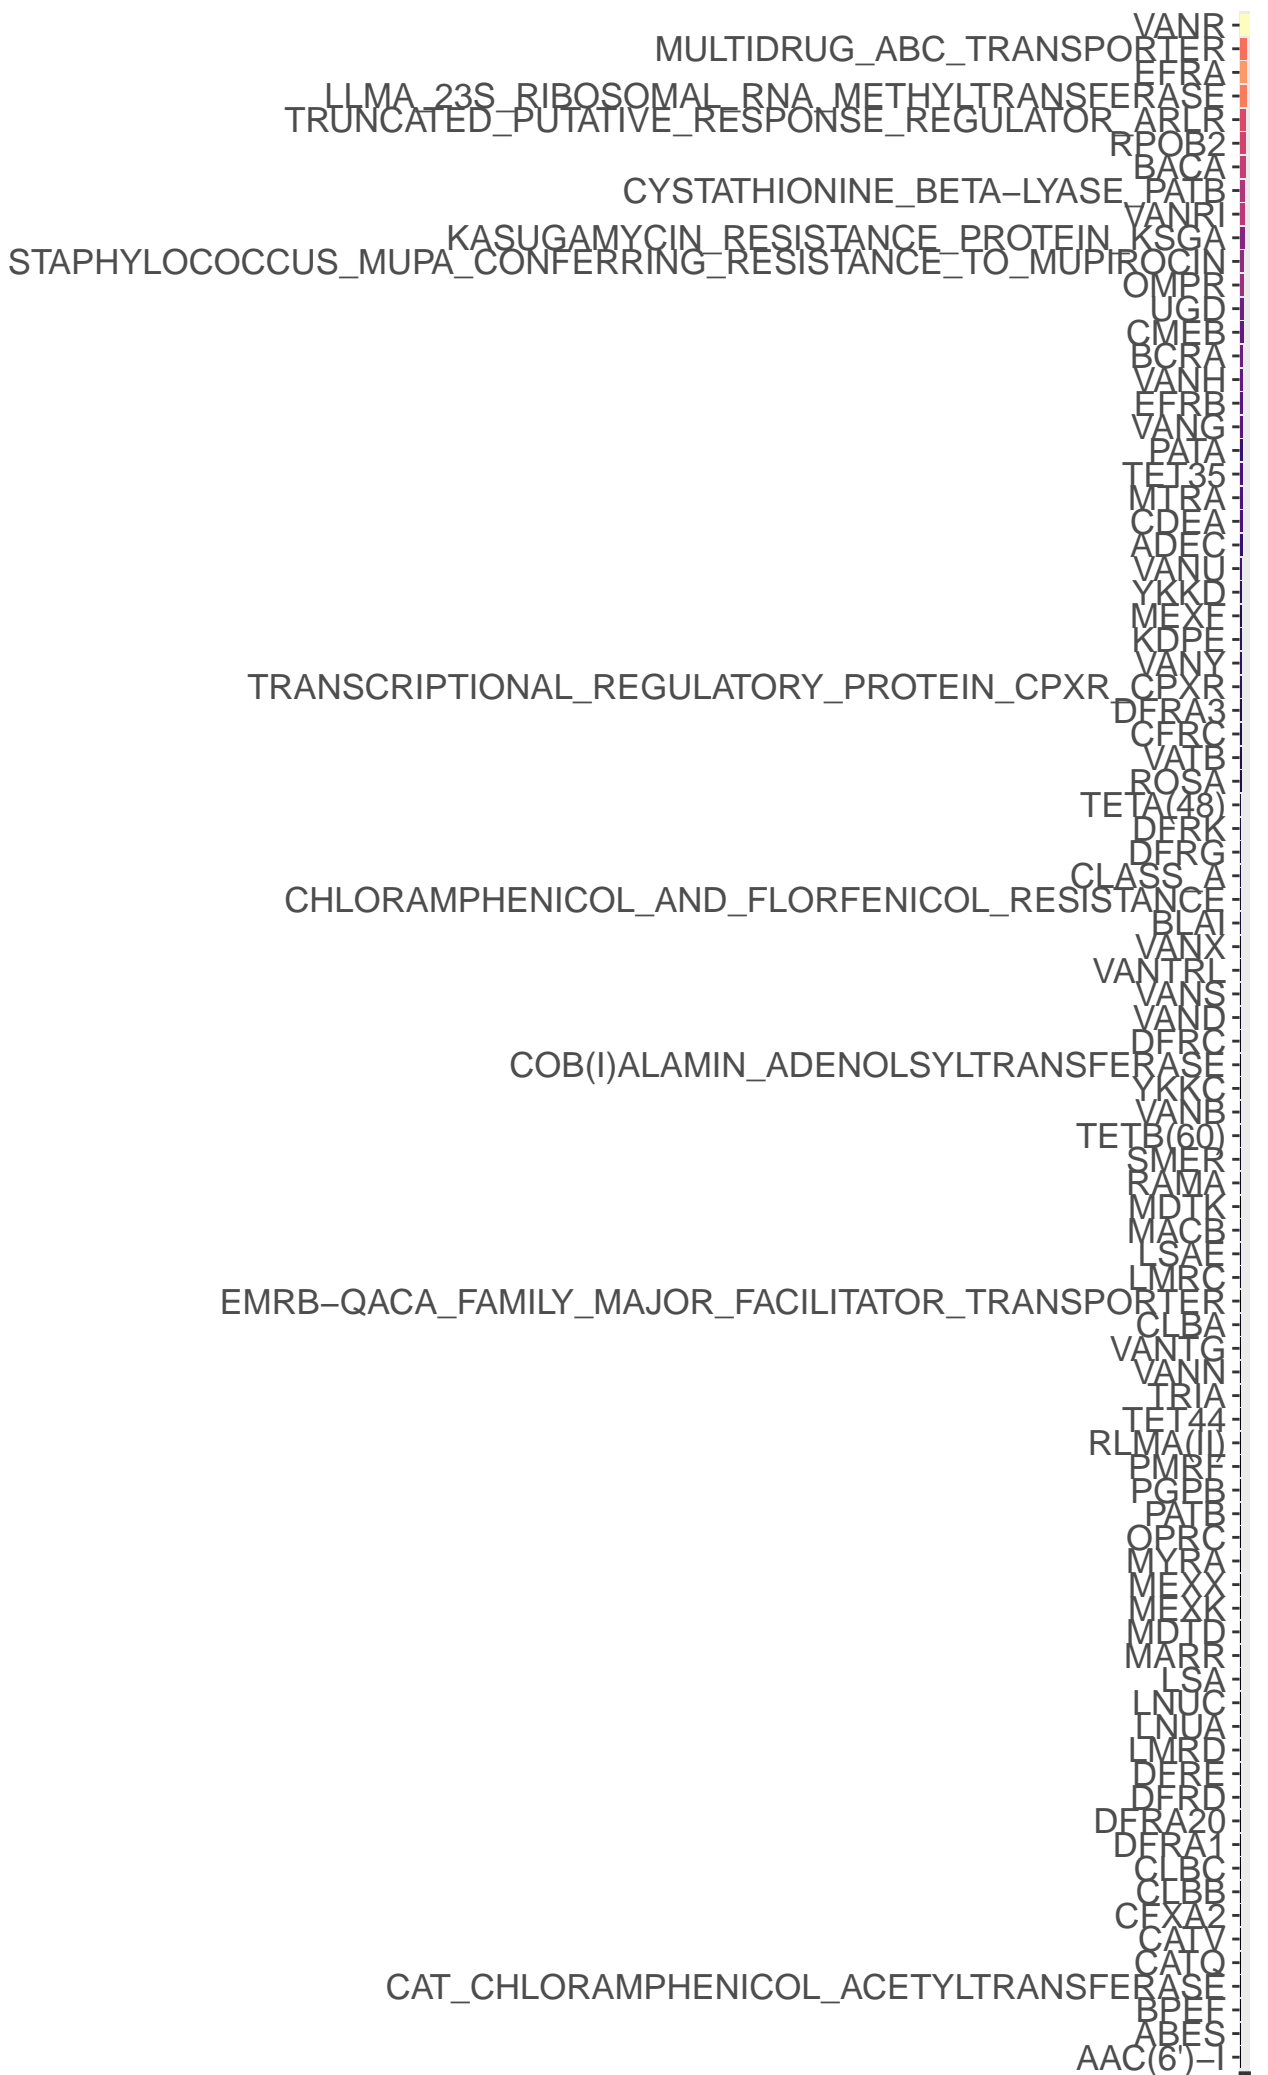 VANR
MULTIDRUG_ABC_TRANSPORTER
EFRA
LLMA_23S_RIBOSOMAL_RNA_METHYLTRANSFERASE
TRUNCATED_PUTATIVE_RESPONSE_REGULATOR_ARLR
RPOB2
BACA
CYSTATHIONINE_BETA−LYASE_PATB
VANRI
KASUGAMYCIN_RESISTANCE_PROTEIN_KSGA
STAPHYLOCOCCUS_MUPA_CONFERRING_RESISTANCE_TO_MUPIROCIN
OMPR
UGD
CMEB
BCRA
VANH
EFRB
VANG
PATA
TET35
MTRA
CDEA
ADEC
VANU
YKKD
MEXF
KDPE
VANY
TRANSCRIPTIONAL_REGULATORY_PROTEIN_CPXR_CPXR
DFRA3
CFRC
VATB
ROSA
TETA(48)
DFRK
DFRG
CLASS_A
CHLORAMPHENICOL_AND_FLORFENICOL_RESISTANCE
BLAI
VANX
VANTRL
VANS
VAND
DFRC
COB(I)ALAMIN_ADENOLSYLTRANSFERASE
YKKC
VANB
TETB(60)
SMER
RAMA
MDTK
MACB
LSAE
LMRC
EMRB−QACA_FAMILY_MAJOR_FACILITATOR_TRANSPORTER
CLBA
VANTG
VANN
TRIA
TET44
RLMA(II)
PMRF
PGPB
PATB
OPRC
MYRA
MEXX
MEXK
MDTD
MARR
LSA
LNUC
LNUA
LMRD
DFRE
DFRD
DFRA20
DFRA1
CLBC
CLBB
CFXA2
CATV
CATQ
CAT_CHLORAMPHENICOL_ACETYLTRANSFERASE
BPEF
ABES
AAC(6')−I